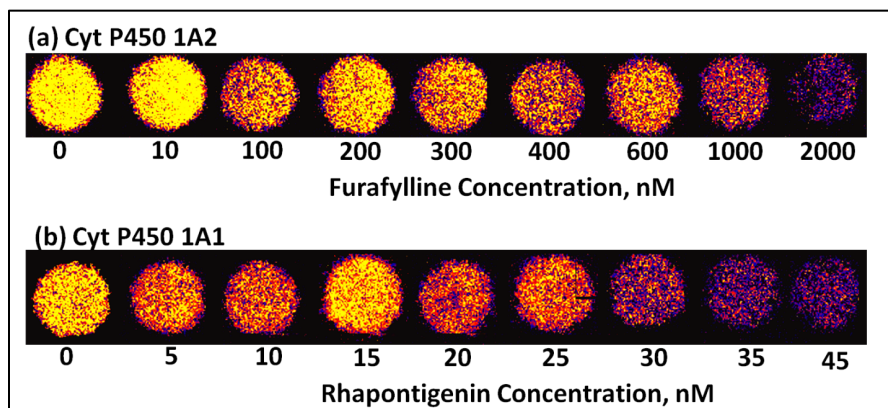 (a) Cyt P450 1A2
0 10 100 200 300 400 600 1000 2000
Furafylline Concentration, nM
(b) Cyt P450 1A1
0 5 10 15 20 25 30 35 45
Rhapontigenin Concentration, nM